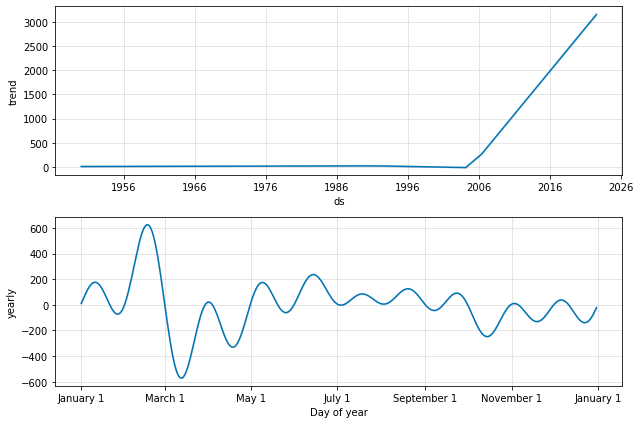 3000
2500
2000
1500
1000
500
0
trend
1956 1966 1976 1986 1996 2006 2016 2026
ds
600
400
200
0
−200
−400
−600
yearly
January 1 March 1 May 1 July 1 September 1 November 1 January 1
Day of year